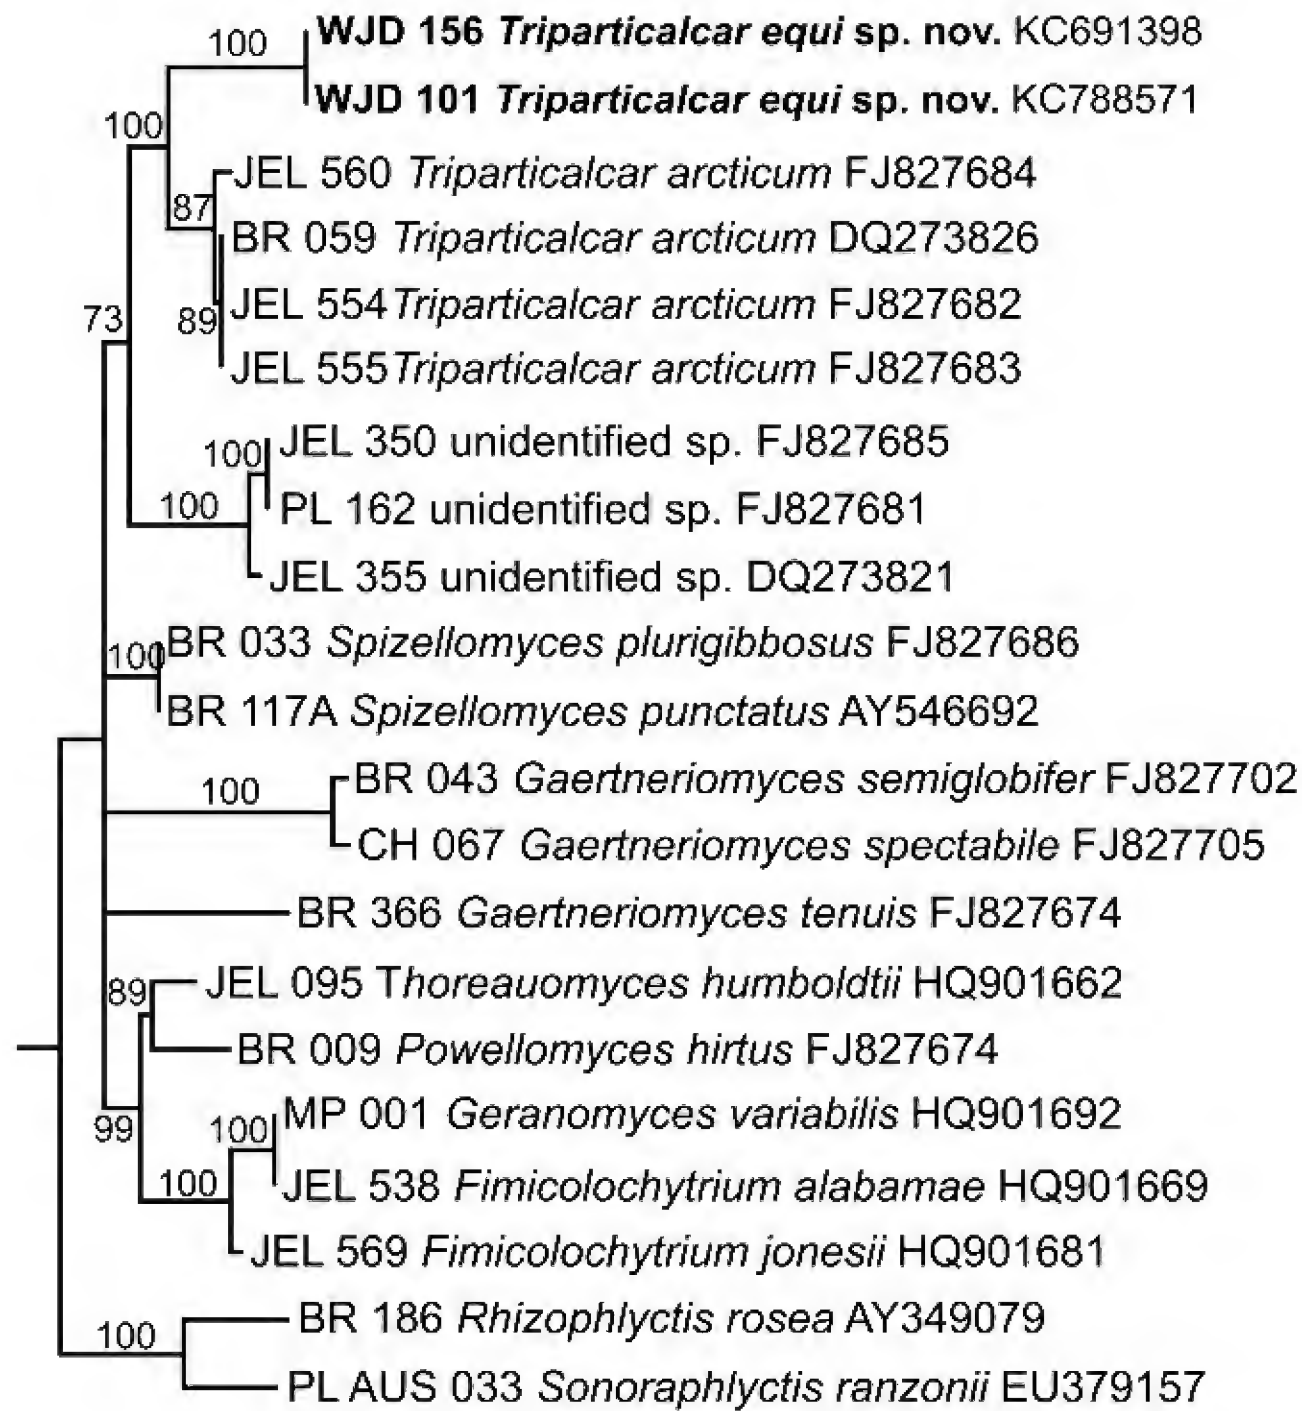 100
WJD 156 Triparticalcar equi sp. nov. KC691398
WJD 101 Triparticalcar equi sp. nov. KC788571
100
JEL 560 Triparticalcar arcticum FJ827684
87
BR 059 Triparticalcar arcticum DQ273826
73
JEL 554 Triparticalcar arcticum FJ827682
89
JEL 555 Triparticalcar arcticum FJ827683
100
JEL 350 unidentified sp. FJ827685
100
PL 162 unidentified sp. FJ827681
JEL 355 unidentified sp. DQ273821
100
BR 033 Spizellomyces plurigibbosus FJ827686
BR 117A Spizellomyces punctatus AY546692
100
BR 043 Gaertneriomyces semiglobifer FJ827702
CH 067 Gaertneriomyces spectabile FJ827705
BR 366 Gaertneriomyces tenuis FJ827674
89
JEL 095 Thoreauomyces humboldtii HQ901662
BR 009 Powellomyces hirtus FJ827674
99
100
MP 001 Geranomyces variabilis HQ901692
100
JEL 538 Fimicolochytrium alabamae HQ901669
JEL 569 Fimicolochytrium jonesii HQ901681
100
BR 186 Rhizophlyctis rosea AY349079
PL AUS 033 Sonoraphlyctis ranzonii EU379157